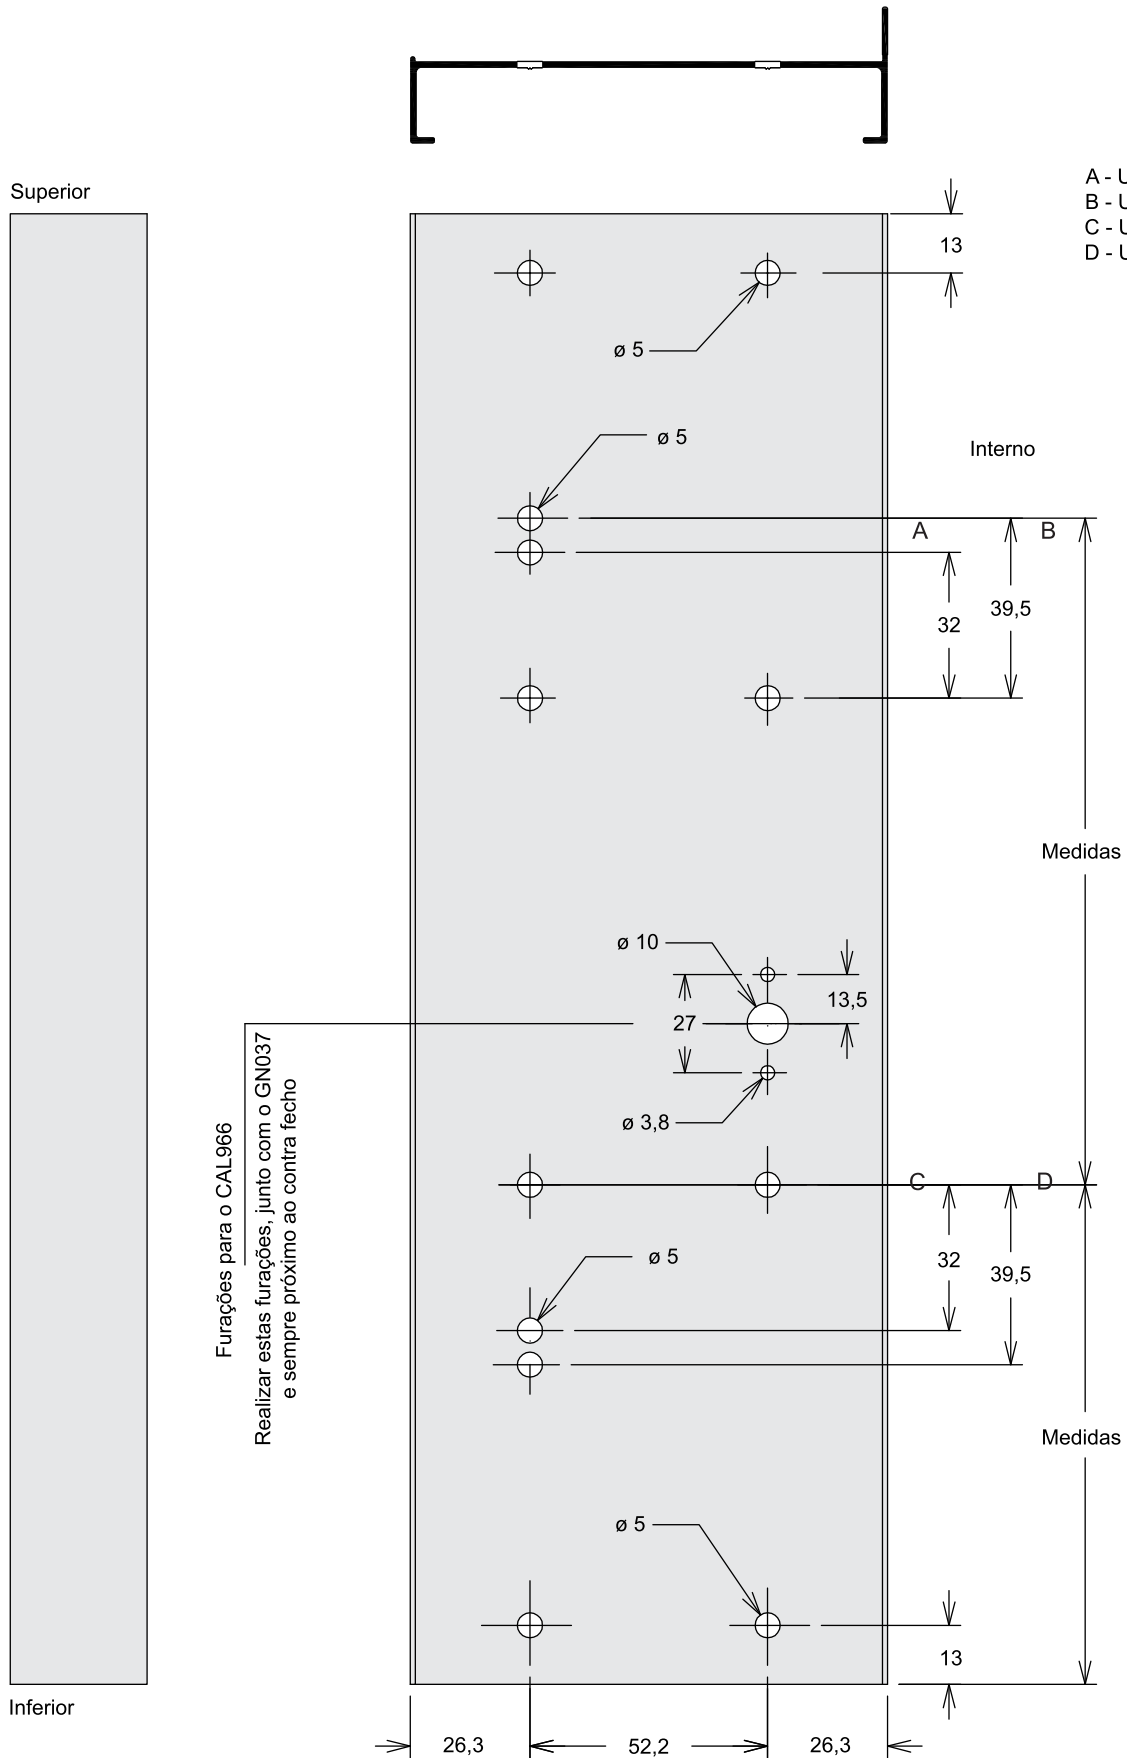 Superior
A - U
B - U
C - U
D - U
13
ø 5
ø 5
Interno
A
B
39,5
32
Medidas
ø 10
13,5
27
ø 3,8
Furações para o CAL966
Realizar estas furações, junto com o GN037
e sempre próximo ao contra fecho
C
D
ø 5
32
39,5
Medidas
ø 5
13
Inferior
26,3
52,2
26,3